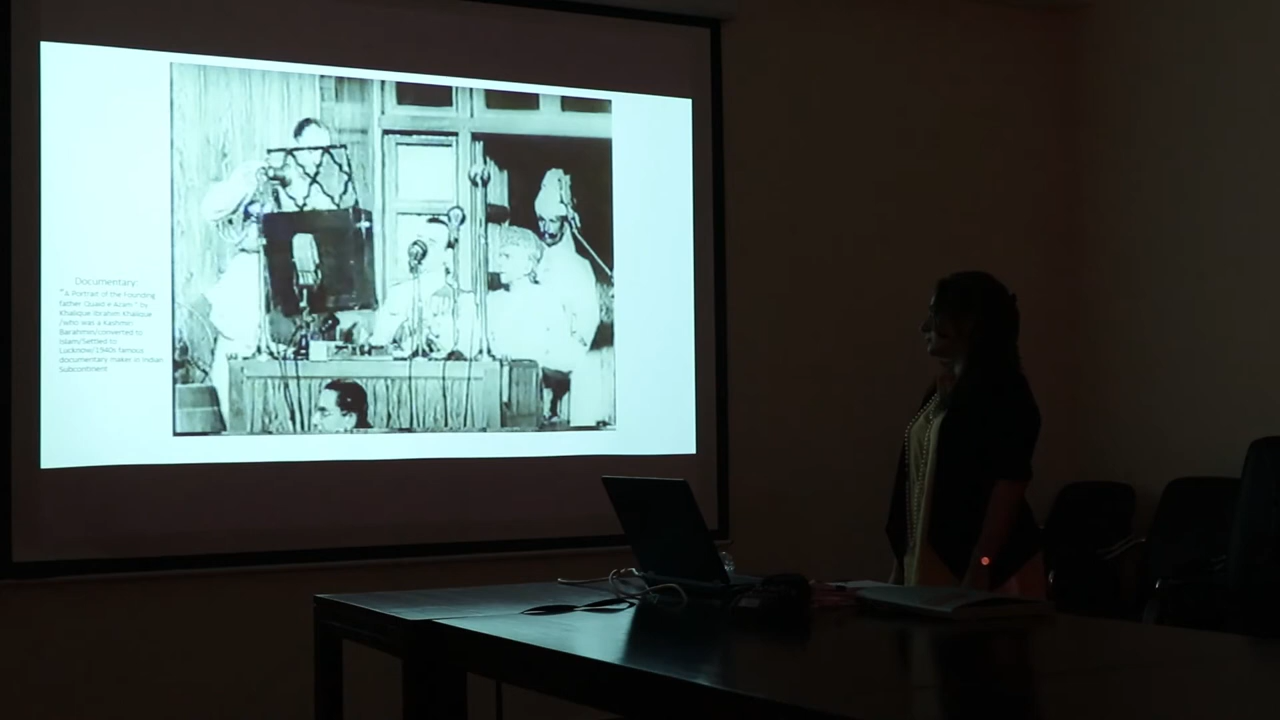 Documentary:
"A Portrait of the Founding
father Quaid e Azam " by
Khalique Ibrahim Khalique
/who was a Kashmiri
Barahmin/converted to
Islam/Settled to
Lucknow/1940s famous
documentary maker in Indian
Subcontinent